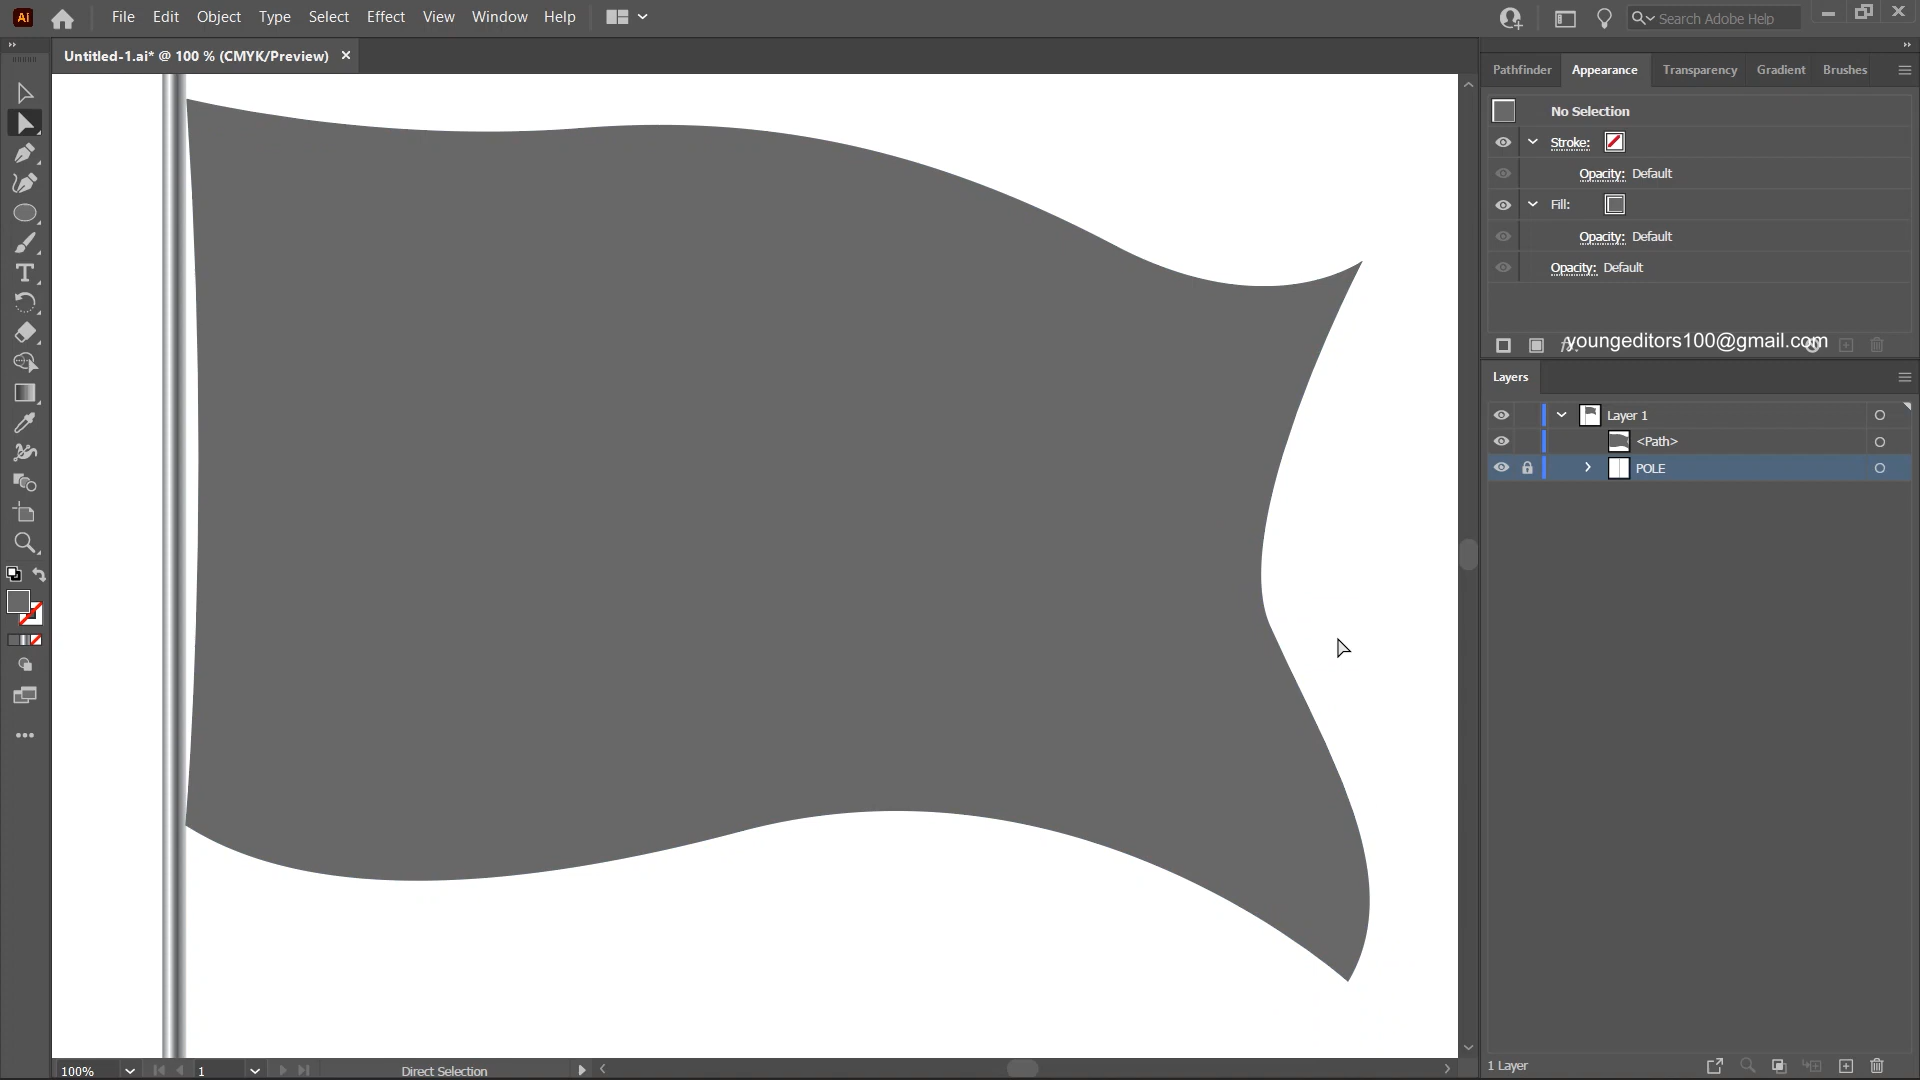 Ai File Edit Object Type Select Effect View Window Help Search Adobe Help
Untitled-1.ai* @ 100 % (CMYK/Preview)
Pathfinder Appearance Transparency Gradient Brushes
No Selection
Stroke:
Opacity: Default
Fill:
Opacity: Default
Opacity: Default
youngeditors100@gmail.com
Layers
Layer 1
<Path>
POLE
1 Layer
100% 1 Direct Selection